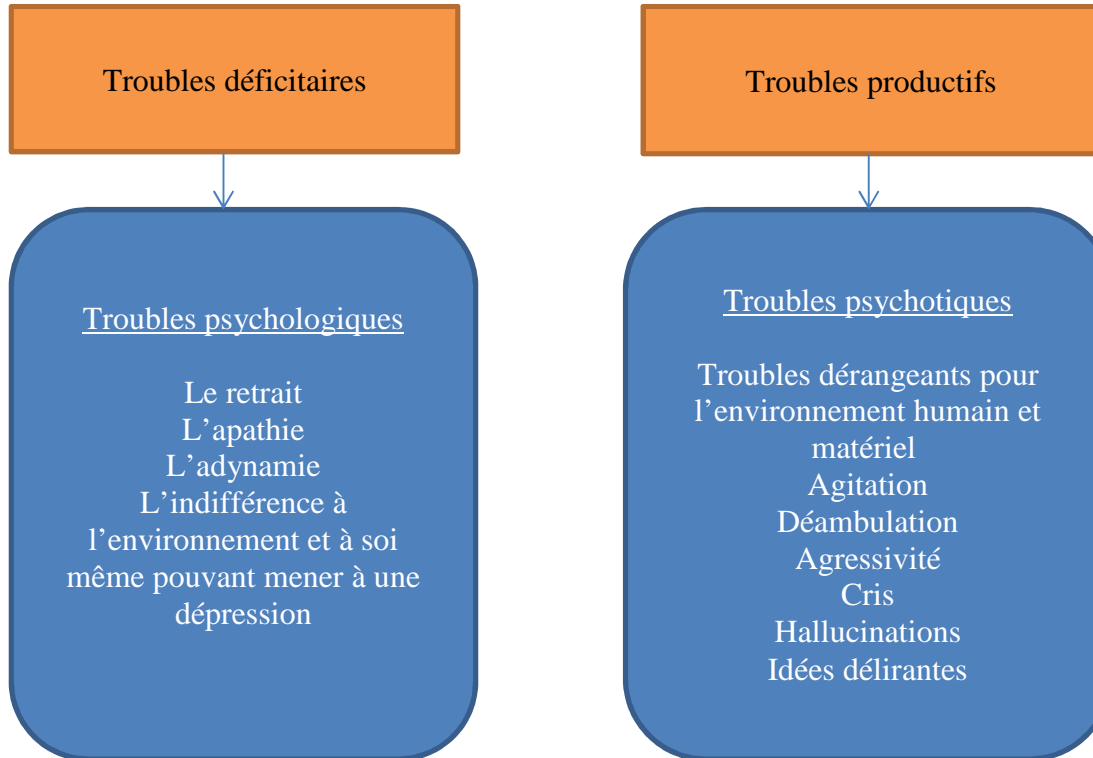 Troubles déficitaires
Troubles productifs
Troubles psychologiques
Le retrait
L’apathie
L’adynamie
L’indifférence à
l’environnement et à soi
même pouvant mener à une
dépression
Troubles psychotiques
Troubles dérangeants pour
l’environnement humain et
matériel
Agitation
Déambulation
Agressivité
Cris
Hallucinations
Idées délirantes